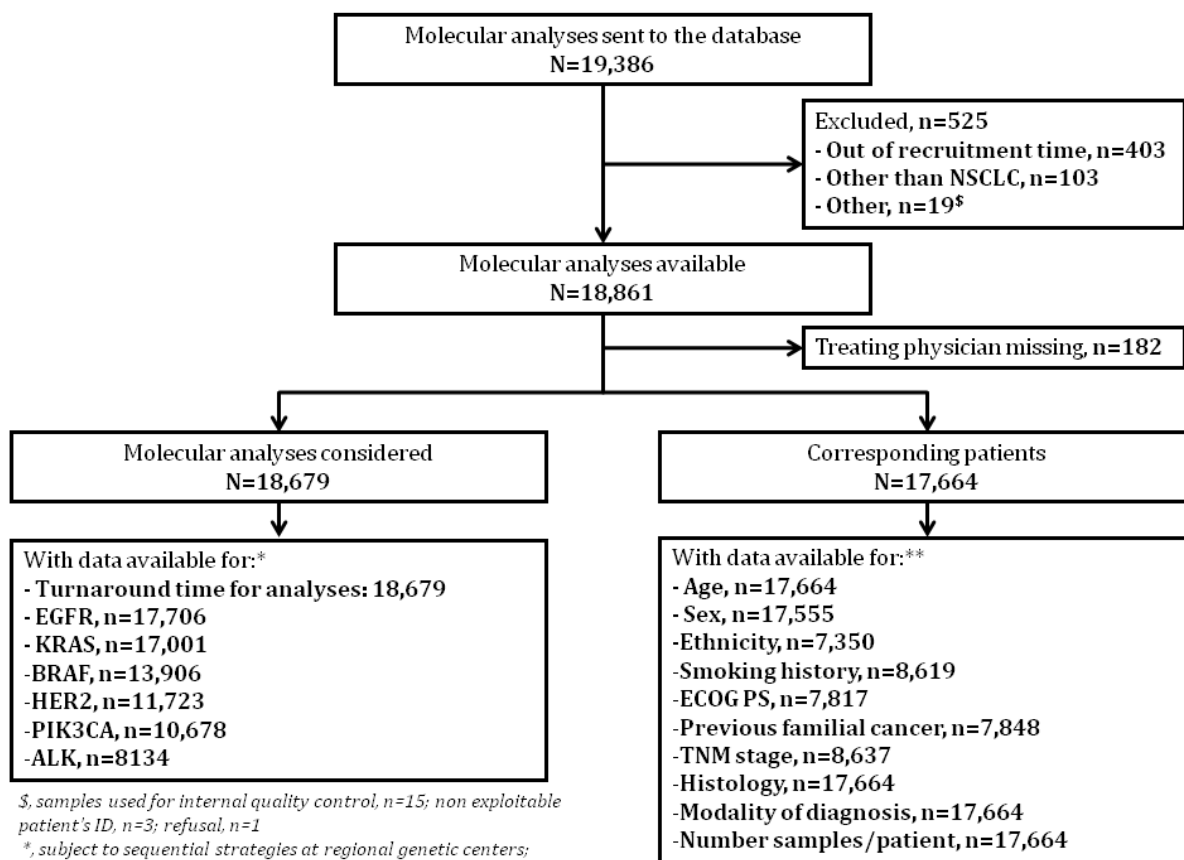 Molecular analyses sent to the database
N=19,386
Excluded, n=525
- Out of recruitment time, n=403
- Other than NSCLC, n=103
- Other, n=19$
Molecular analyses available
N=18,861
Treating physician missing, n=182
Molecular analyses considered
N=18,679
Corresponding patients
N=17,664
With data available for:*
- Turnaround time for analyses: 18,679
- EGFR, n=17,706
- KRAS, n=17,001
-BRAF, n=13,906
-HER2, n=11,723
-PIK3CA, n=10,678
-ALK, n=8134
With data available for:**
- Age, n=17,664
-Sex, n=17,555
-Ethnicity, n=7,350
-Smoking history, n=8,619
-ECOG PS, n=7,817
-Previous familial cancer, n=7,848
-TNM stage, n=8,637
-Histology, n=17,664
-Modality of diagnosis, n=17,664
-Number samples/patient, n=17,664
$, samples used for internal quality control, n=15; non exploitable
patient's ID, n=3; refusal, n=1
*, subject to sequential strategies at regional genetic centers;